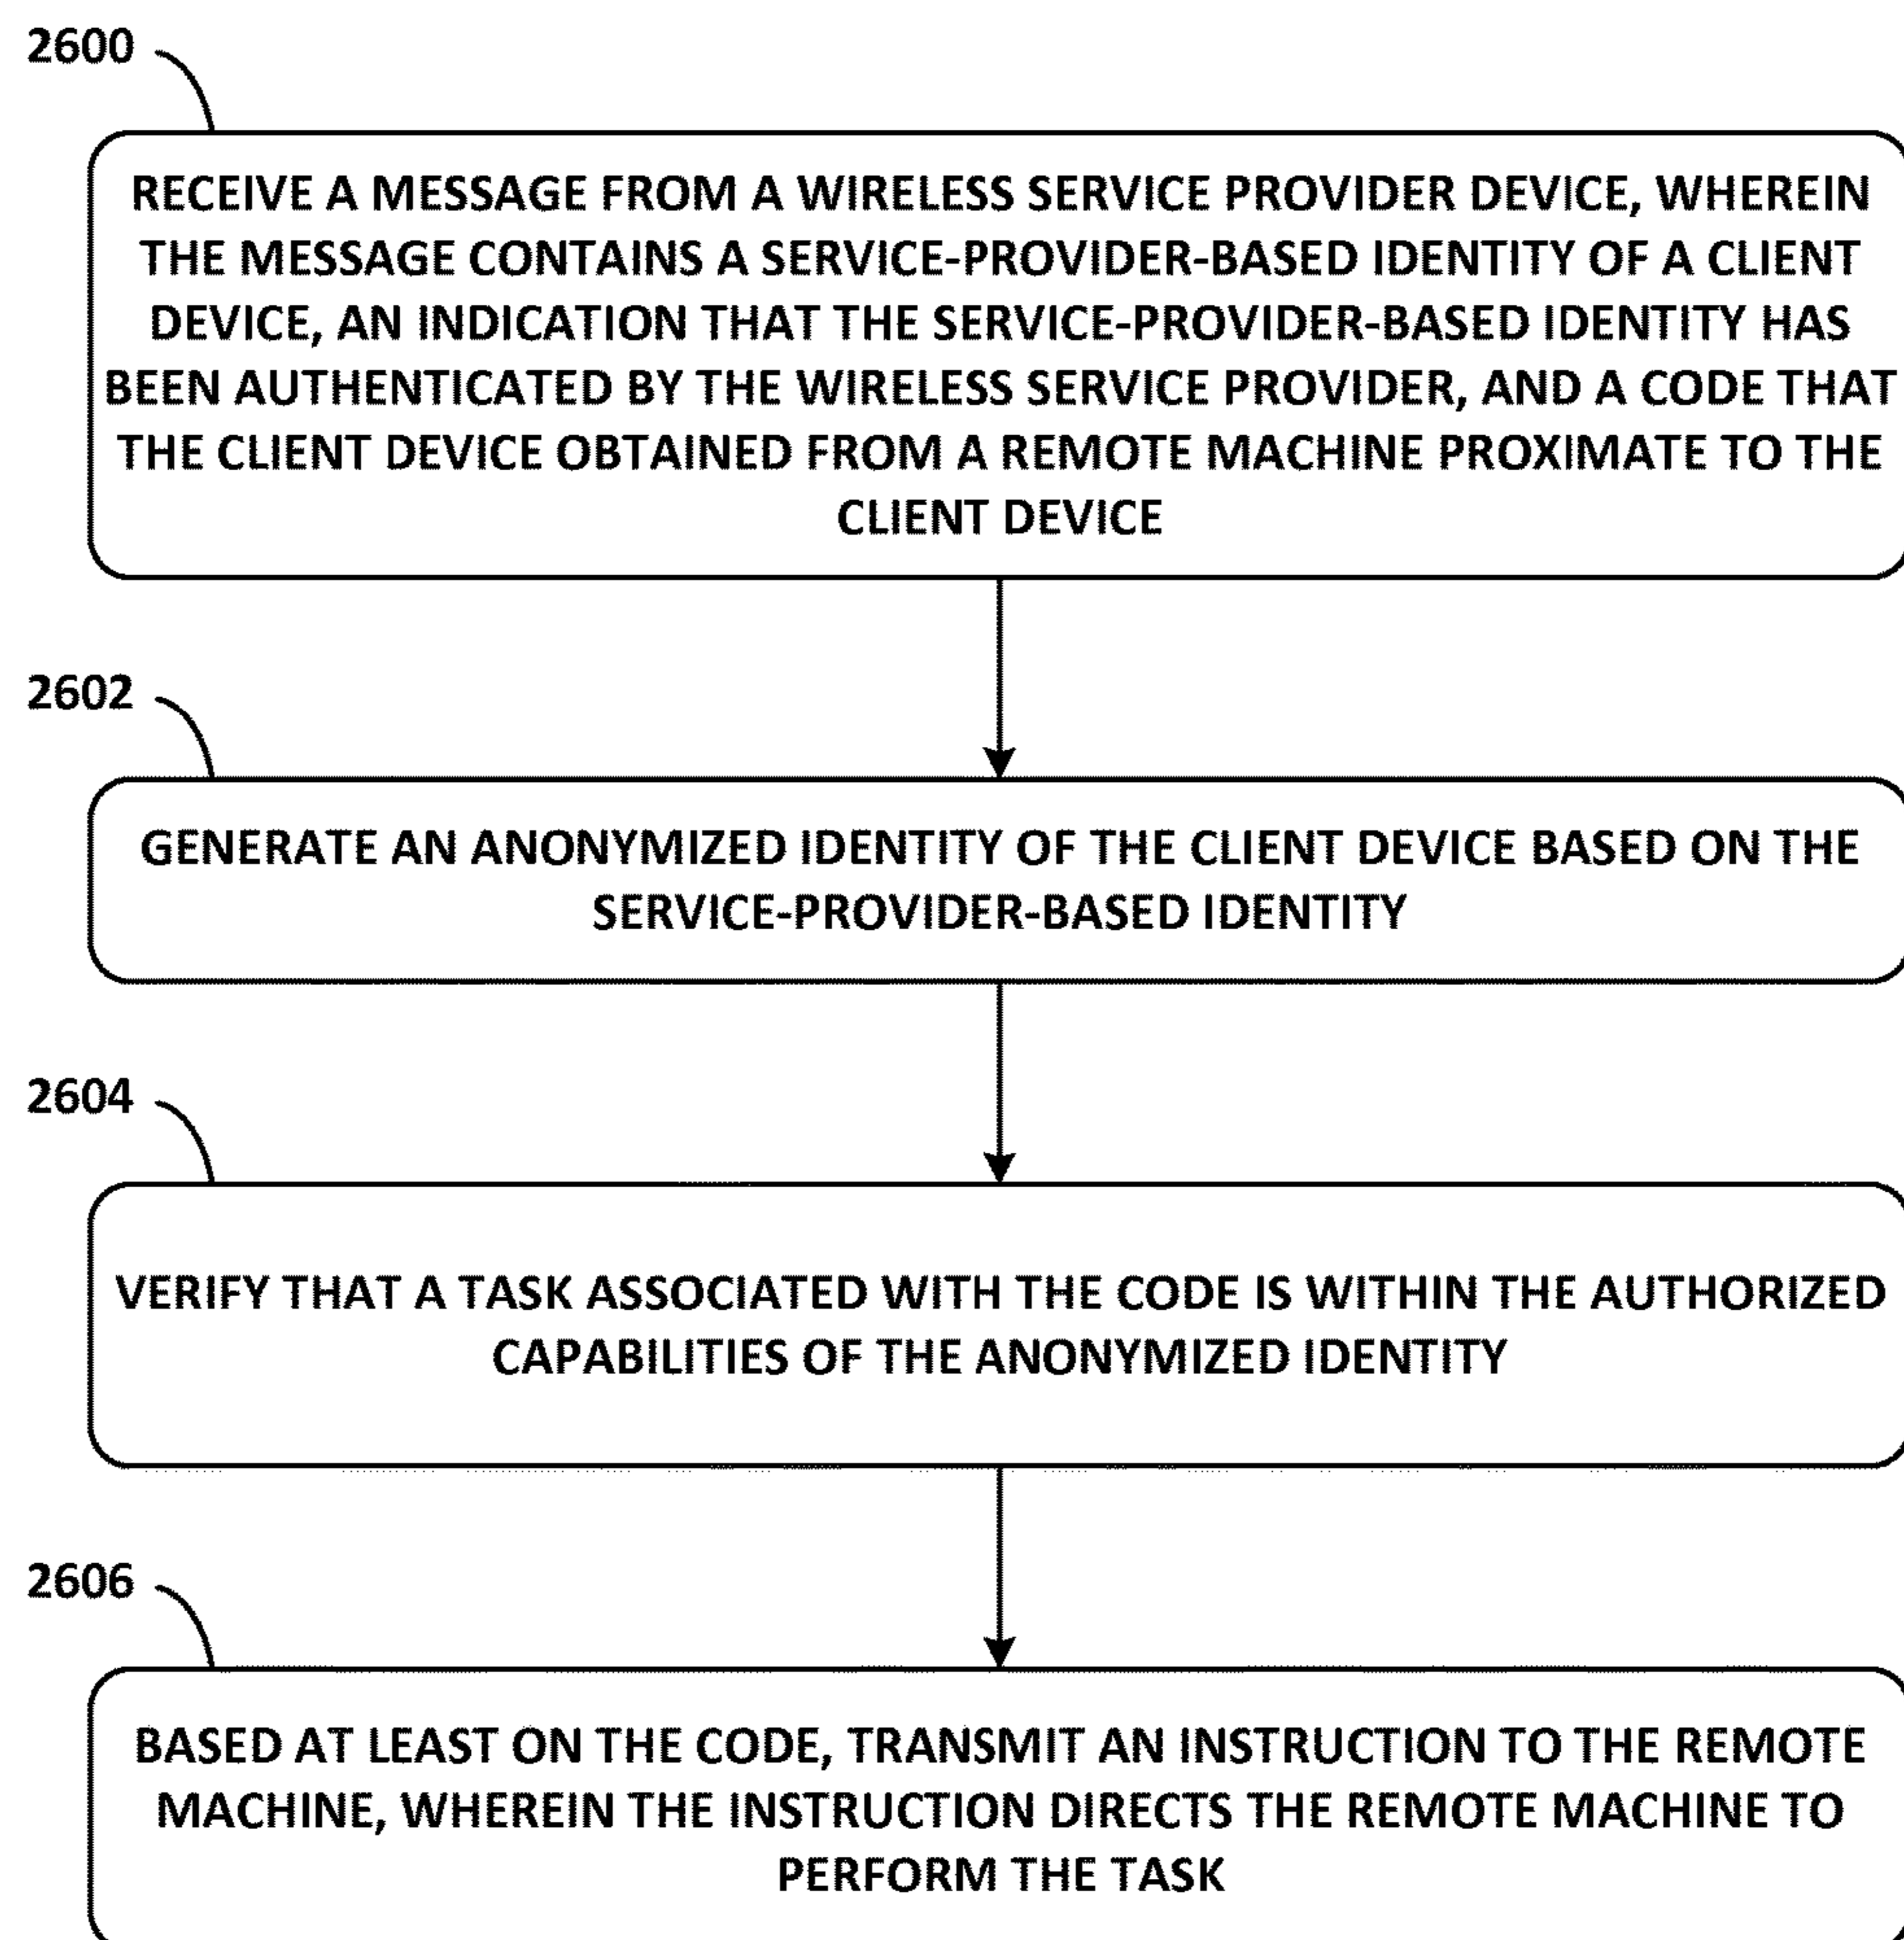 2600
RECEIVE A MESSAGE FROM A WIRELESS SERVICE PROVIDER DEVICE, WHEREIN
THE MESSAGE CONTAINS A SERVICE-PROVIDER-BASED IDENTITY OF A CLIENT
DEVICE, AN INDICATION THAT THE SERVICE-PROVIDER-BASED IDENTITY HAS
BEEN AUTHENTICATED BY THE WIRELESS SERVICE PROVIDER, AND A CODE THAT
THE CLIENT DEVICE OBTAINED FROM A REMOTE MACHINE PROXIMATE TO THE
CLIENT DEVICE
2602
GENERATE AN ANONYMIZED IDENTITY OF THE CLIENT DEVICE BASED ON THE
SERVICE-PROVIDER-BASED IDENTITY
2604
VERIFY THAT A TASK ASSOCIATED WITH THE CODE IS WITHIN THE AUTHORIZED
CAPABILITIES OF THE ANONYMIZED IDENTITY
2606
BASED AT LEAST ON THE CODE, TRANSMIT AN INSTRUCTION TO THE REMOTE
MACHINE, WHEREIN THE INSTRUCTION DIRECTS THE REMOTE MACHINE TO
PERFORM THE TASK